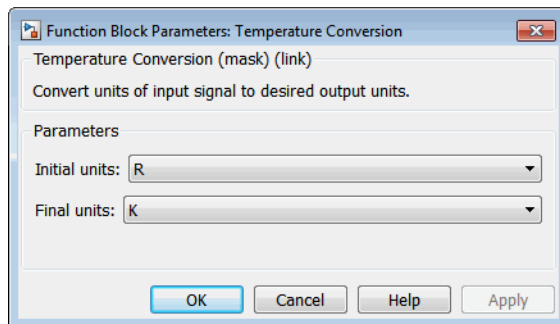 Function Block Parameters: Temperature Conversion
Temperature Conversion (mask) (link)
Convert units of input signal to desired output units.
Parameters
Initial units: R
Final units: K
OK Cancel Help Apply